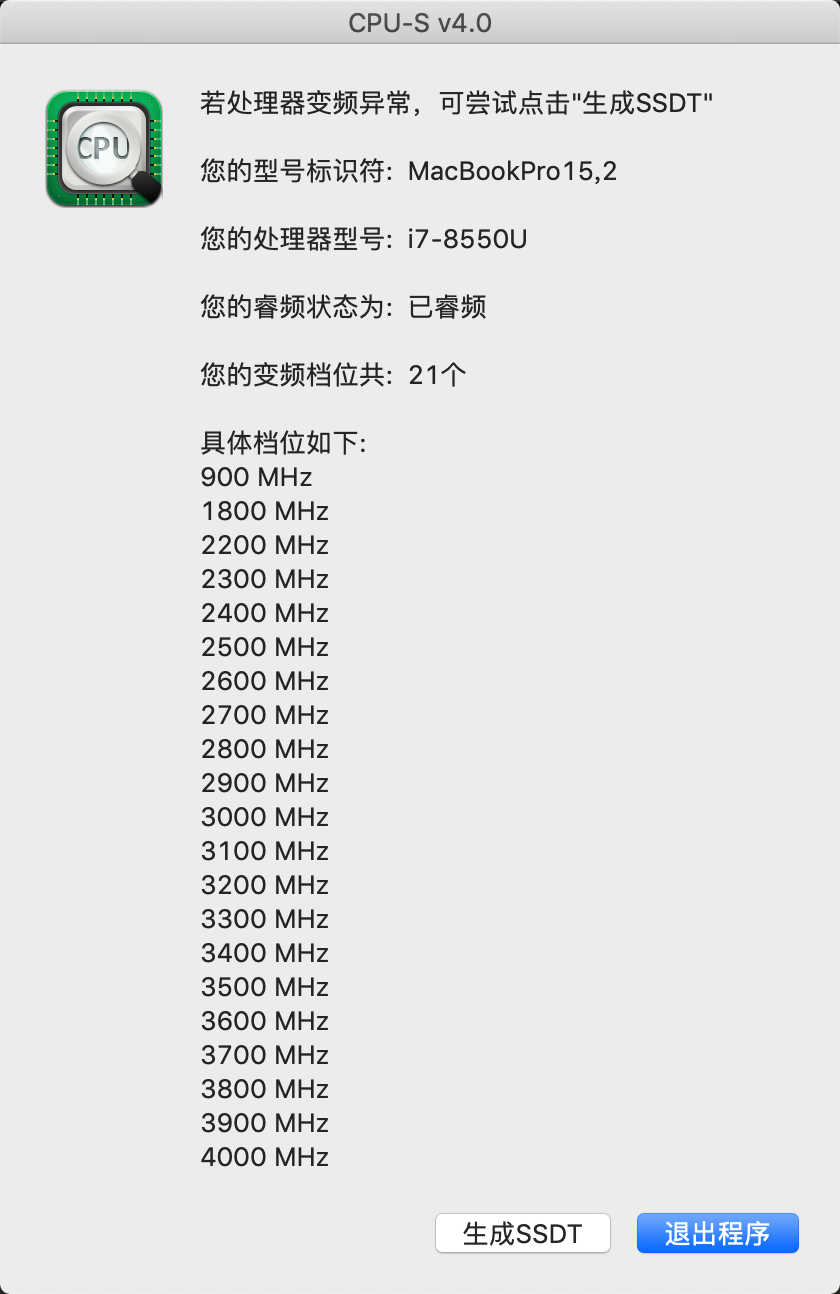 CPU-S v4.0
CPU
若处理器变频异常，可尝试点击"生成SSDT"
您的型号标识符: MacBookPro15,2
您的处理器型号: i7-8550U
您的睿频状态为: 已睿频
您的变频档位共: 21个
具体档位如下:
900 MHz
1800 MHz
2200 MHz
2300 MHz
2400 MHz
2500 MHz
2600 MHz
2700 MHz
2800 MHz
2900 MHz
3000 MHz
3100 MHz
3200 MHz
3300 MHz
3400 MHz
3500 MHz
3600 MHz
3700 MHz
3800 MHz
3900 MHz
4000 MHz
生成SSDT
退出程序